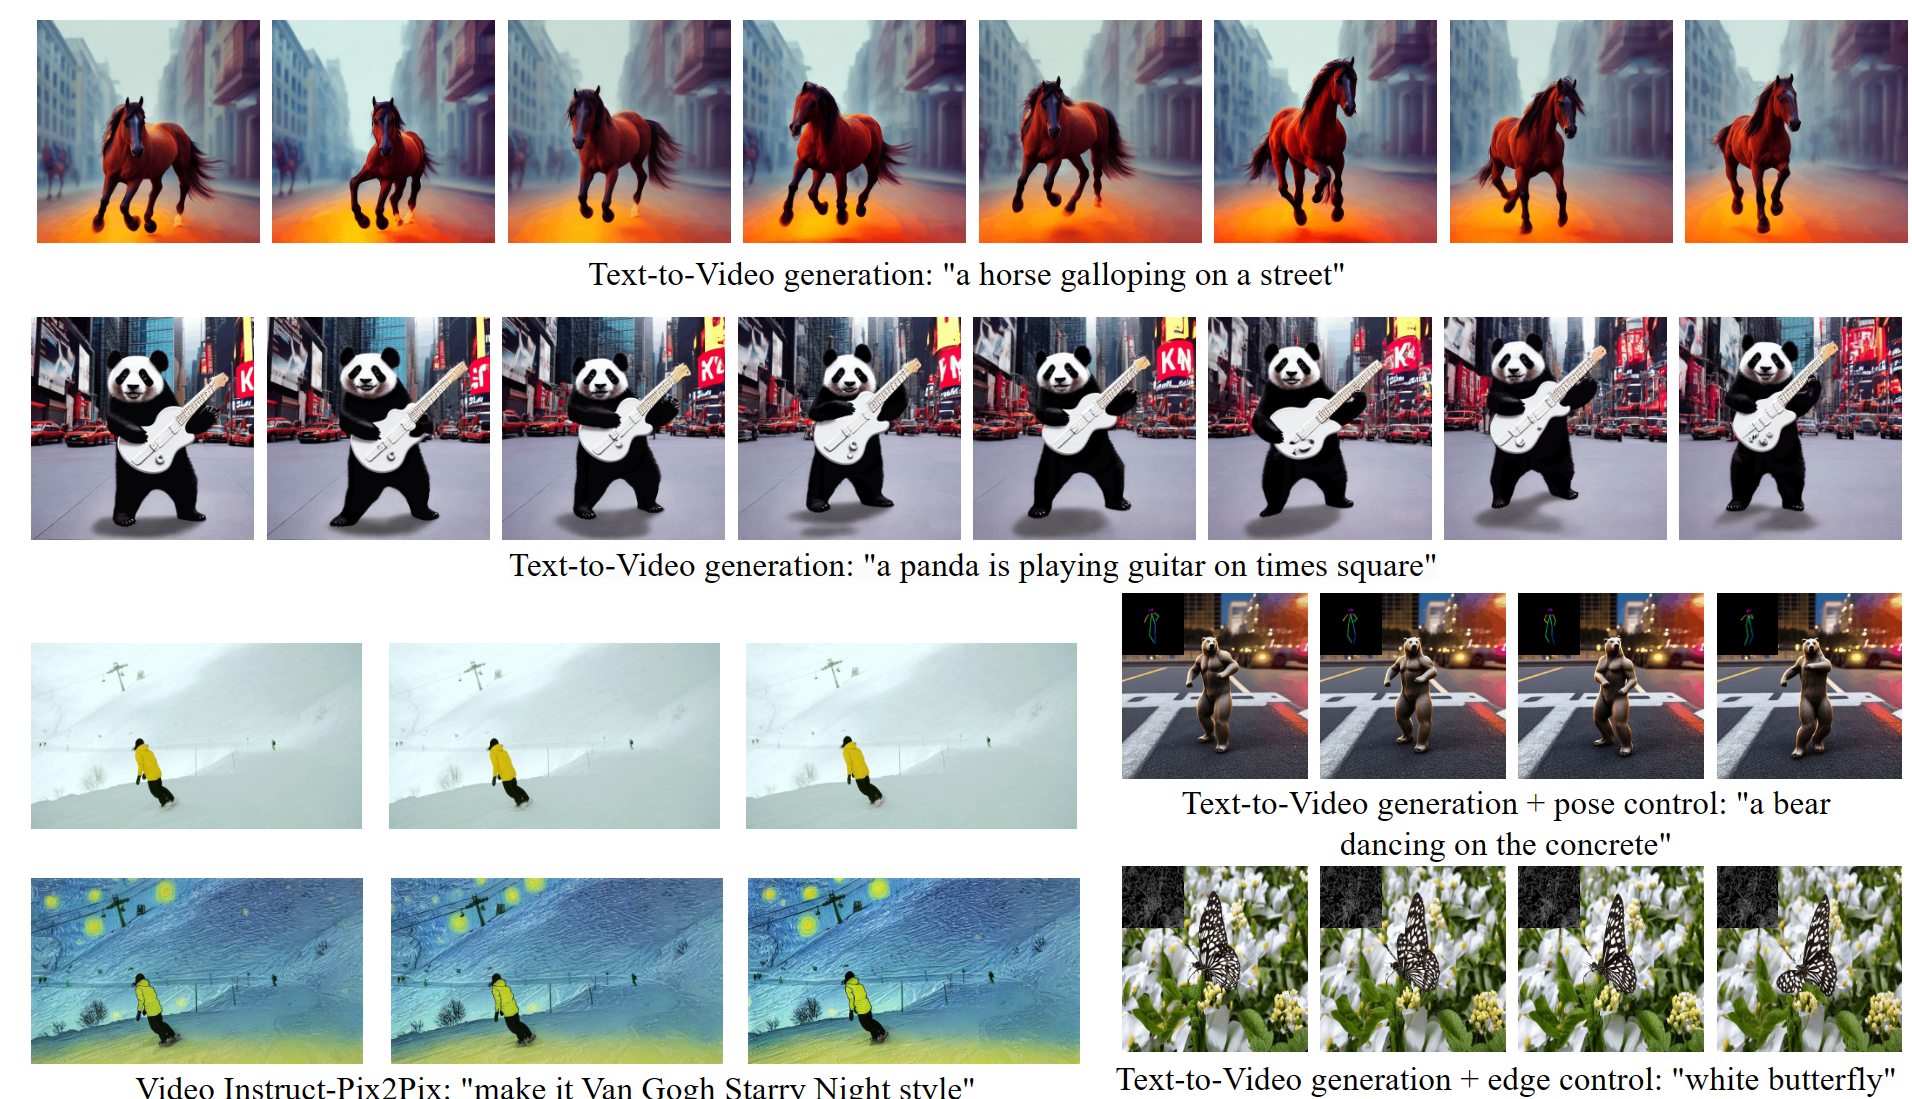 Text-to-Video generation: "a horse galloping on a street"
Text-to-Video generation: "a panda is playing guitar on times square"
Text-to-Video generation + pose control: "a bear
dancing on the concrete"
Video Instruct-Pix2Pix: "make it Van Gogh Starry Night style"
Text-to-Video generation + edge control: "white butterfly"